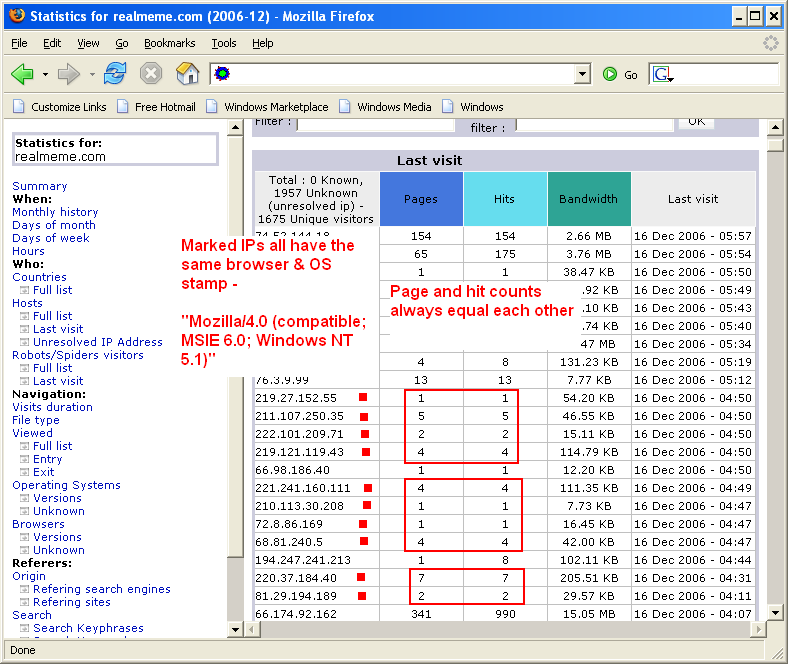 Statistics for realmeme.com (2006-12) - Mozilla Firefox
File Edit View Go Bookmarks Tools Help
Go
G
Customize Links Free Hotmail Windows Marketplace Windows Media Windows
Statistics for:
realmeme.com
Summary
When:
Monthly history
Days of month
Days of week
Hours
Who:
Countries
Full list
Hosts
Full list
Last visit
Unresolved IP Address
Robots/Spiders visitors
Full list
Last visit
Navigation:
Visits duration
File type
Viewed
Full list
Entry
Exit
Operating Systems
Versions
Unknown
Browsers
Versions
Unknown
Referers:
Origin
Refering search engines
Refering sites
Search
Search Keyphrases
Filter :
filter :
OK
Last visit
Total : 0 Known,
1957 Unknown
(unresolved ip) -
1675 Unique visitors
Pages Hits Bandwidth Last visit
74.52.144.18 154 154 2.66 MB 16 Dec 2006 - 05:57
65 175 3.76 MB 16 Dec 2006 - 05:54
1 1 38.47 KB 16 Dec 2006 - 05:50
.92 KB 16 Dec 2006 - 05:49
.10 KB 16 Dec 2006 - 05:43
.74 KB 16 Dec 2006 - 05:40
47 MB 16 Dec 2006 - 05:34
4 8 131.23 KB 16 Dec 2006 - 05:19
76.3.9.99 13 13 7.77 KB 16 Dec 2006 - 05:12
219.27.152.55 1 1 54.20 KB 16 Dec 2006 - 04:50
211.107.250.35 5 5 46.55 KB 16 Dec 2006 - 04:50
222.101.209.71 2 2 15.11 KB 16 Dec 2006 - 04:50
219.121.119.43 4 4 114.79 KB 16 Dec 2006 - 04:50
66.98.186.40 1 1 12.20 KB 16 Dec 2006 - 04:50
221.241.160.111 4 4 111.35 KB 16 Dec 2006 - 04:49
210.113.30.208 1 1 7.73 KB 16 Dec 2006 - 04:47
72.8.86.169 1 1 16.45 KB 16 Dec 2006 - 04:47
68.81.240.5 4 4 42.00 KB 16 Dec 2006 - 04:47
194.247.241.213 1 8 102.11 KB 16 Dec 2006 - 04:44
220.37.184.40 7 7 205.51 KB 16 Dec 2006 - 04:31
81.29.194.189 2 2 29.57 KB 16 Dec 2006 - 04:11
66.174.92.162 341 990 15.05 MB 16 Dec 2006 - 04:07
Marked IPs all have the
same browser & OS
stamp -
"Mozilla/4.0 (compatible;
MSIE 6.0; Windows NT
5.1)"
Page and hit counts
always equal each other
Done